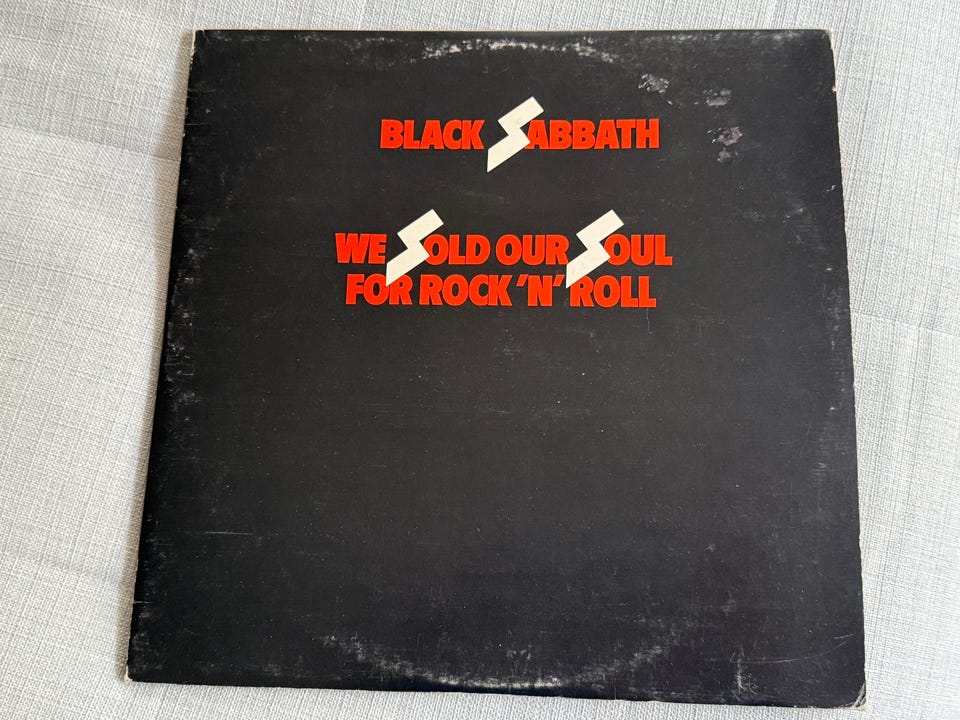 BLACK SABBATH
WE SOLD OUR SOUL
FOR ROCK 'N' ROLL